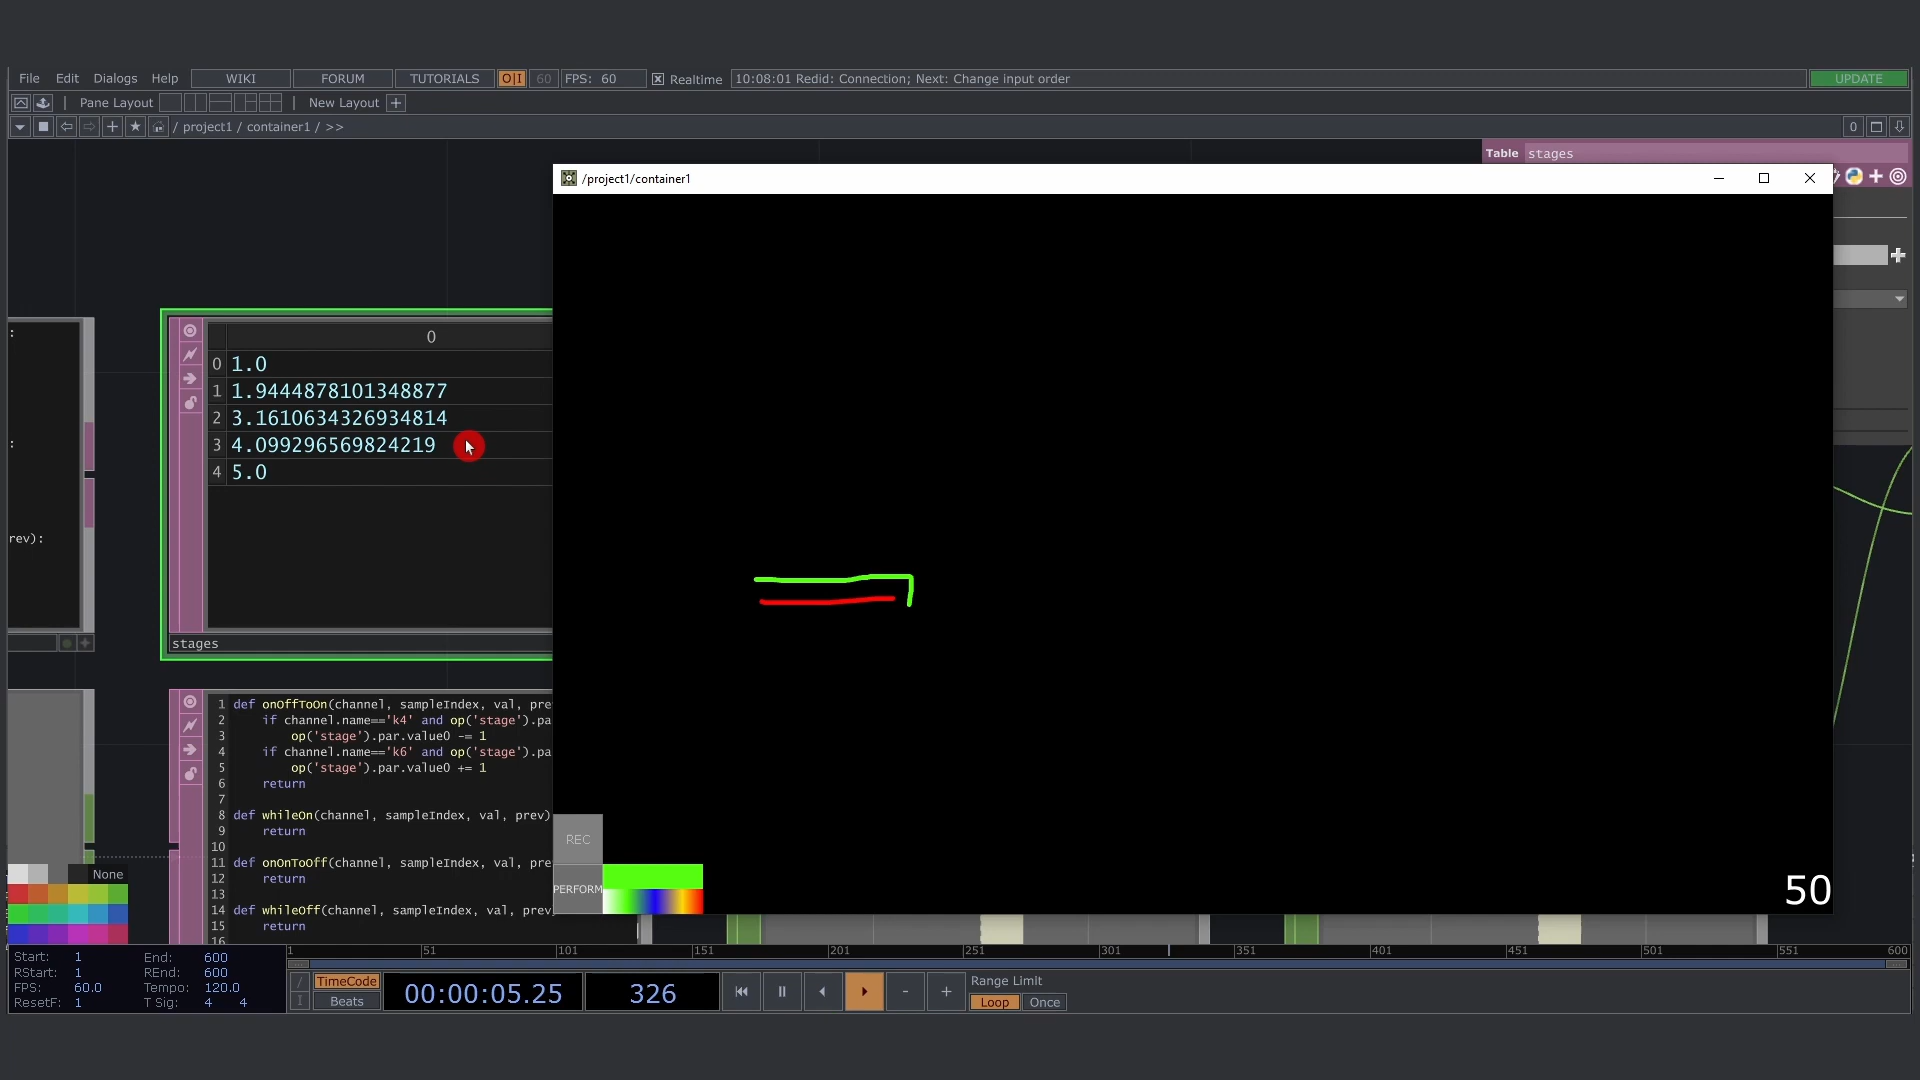 File Edit Dialogs Help WIKI FORUM TUTORIALS O|I 60 FPS: 60 Realtime 10:08:01 Redid: Connection; Next: Change input order UPDATE
Pane Layout New Layout +
/ project1 / container1 / >> 0
Table stages
/project1/container1
0
0 1.0
1 1.9444878101348877
2 3.1610634326934814
3 4.099296569824219
4 5.0
:
:
rev):
stages
1 def onOffToOn(channel, sampleIndex, val, pre
2 if channel.name=='k4' and op('stage').pa
3 op('stage').par.value0 -= 1
4 if channel.name=='k6' and op('stage').pa
5 op('stage').par.value0 += 1
6 return
7
8 def whileOn(channel, sampleIndex, val, prev)
9 return
10
11 def onOnToOff(channel, sampleIndex, val, pre
12 return
13
14 def whileOff(channel, sampleIndex, val, prev
15 return
16
REC
PERFORM
50
None
1 51 101 151 201 251 301 351 401 451 501 551 600
Start: 1 End: 600
RStart: 1 REnd: 600
FPS: 60.0 Tempo: 120.0
ResetF: 1 T Sig: 4 4
/ TimeCode
I Beats
00:00:05.25 326
- +
Range Limit
Loop Once